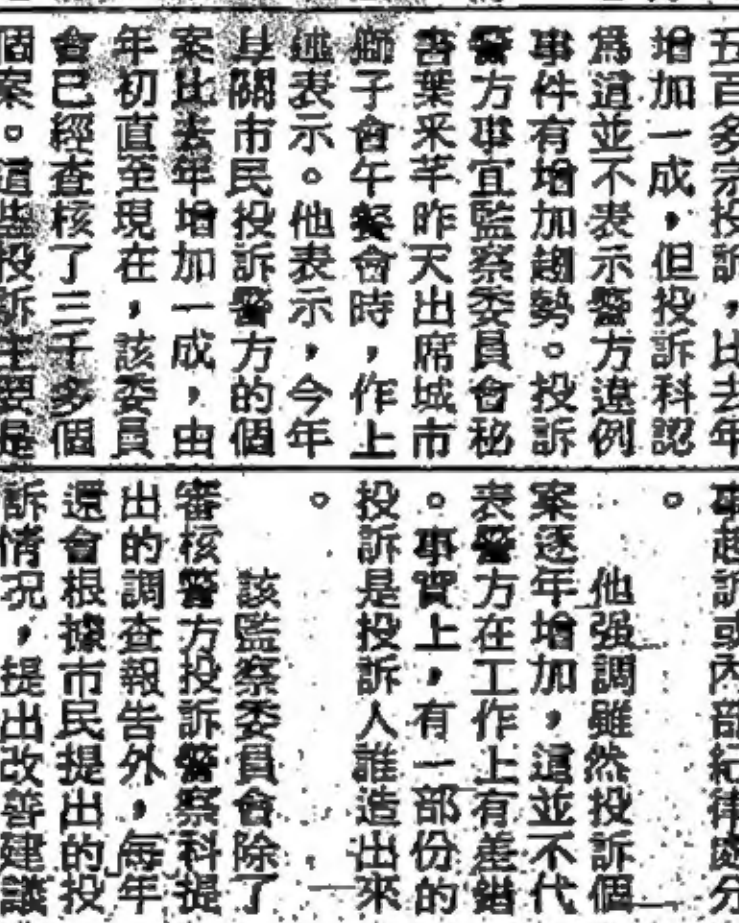 五百多宗投訴，比去年
增加一成，但投訴科認
爲這並不表示警方違例
事件有增加趨勢。投訴
警方事宜監察委員會秘
書葉采芊昨天出席城市
獅子會午餐會時，作上
述表示。他表示，今年
具關市民投訴警方的個
案比去年增加一成，由
年初直至現在，該委員
會已經查核了三千多個
個案。這些投訴主要是
事起訴或內部紀律處分
。
他强調雖然投訴個
案逐年增加，這並不代
表警方在工作上有差錯
。事實上，有一部份的
投訴是投訴人誰造出來
。
該監察委員會除了
審核警方投訴警察科提
出的調查報告外，每年
還會根據市民提出的投
訴情况，提出改善建議